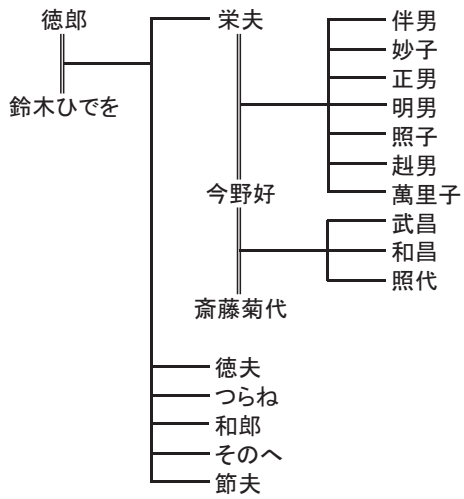 徳郎
鈴木ひでを
栄夫
今野好
斎藤菊代
伴男
妙子
正男
明男
照子
赳男
萬里子
武昌
和昌
照代
徳夫
つらね
和郎
そのへ
節夫